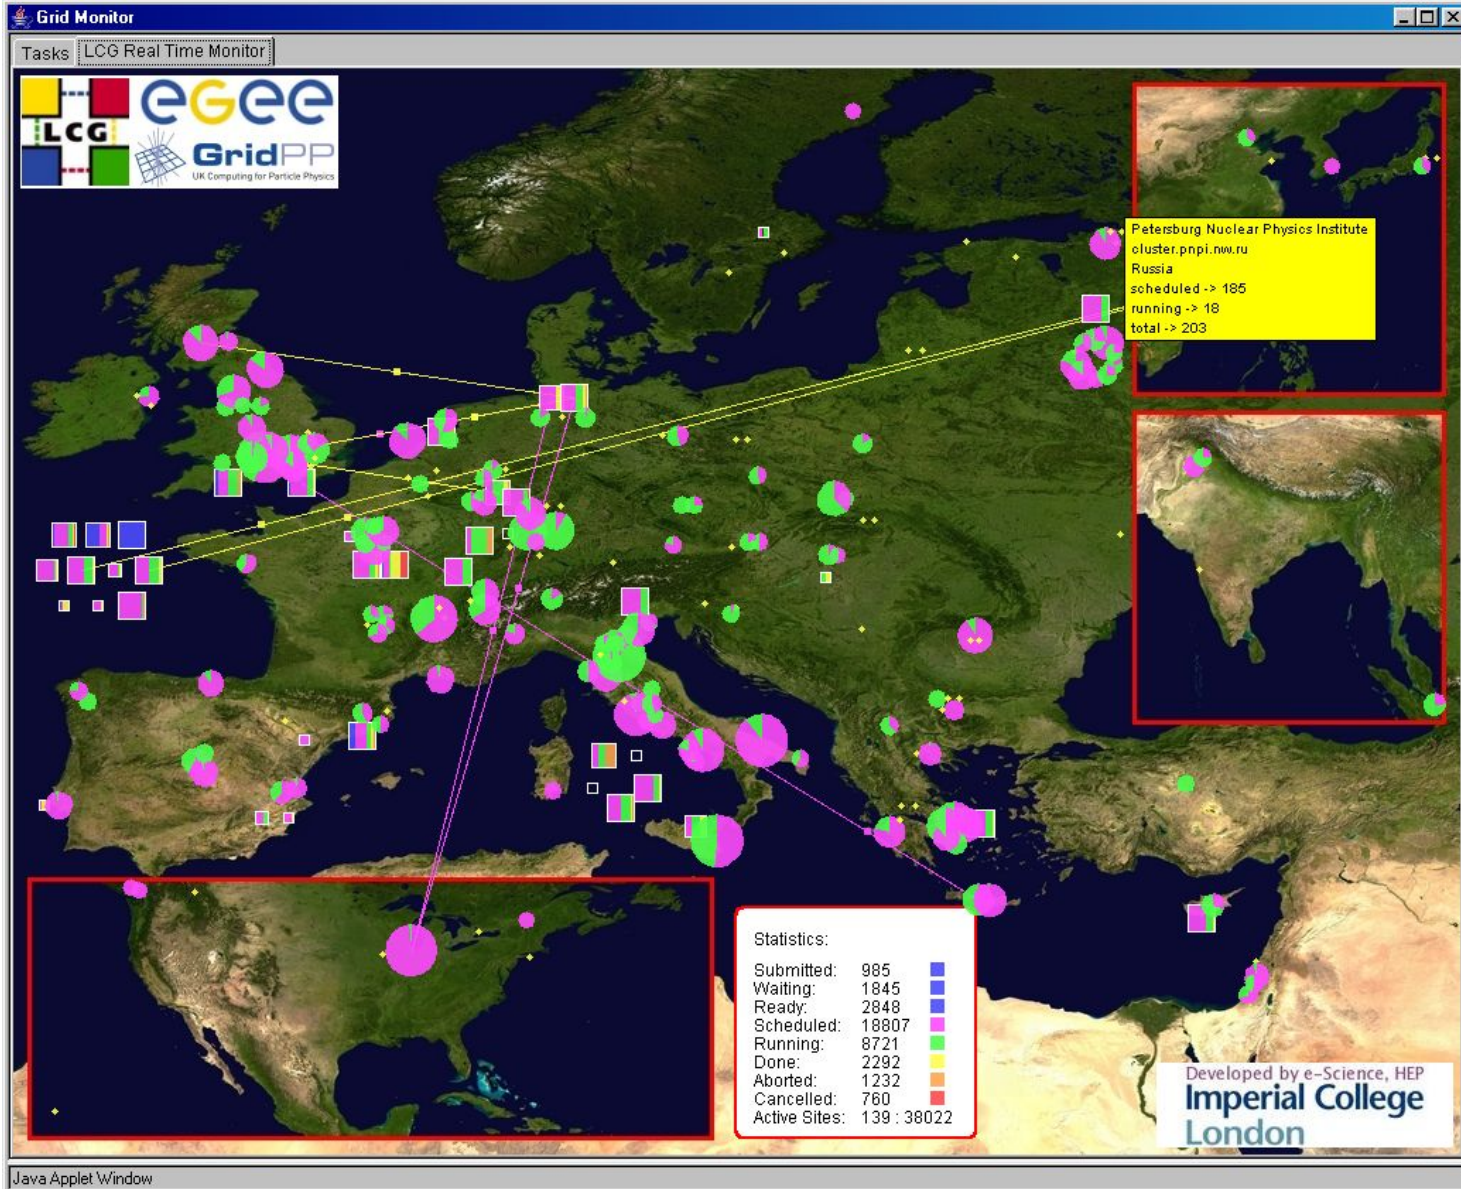 Grid Monitor
Tasks
LCG Real Time Monitor
LCG
eGee
GridPP
UK Computing for Particle Physics
Petersburg Nuclear Physics Institute
cluster.pnpi.nw.ru
Russia
scheduled -> 185
running -> 18
total -> 203
Statistics:
Submitted: 985
Waiting: 1845
Ready: 2848
Scheduled: 18807
Running: 8721
Done: 2292
Aborted: 1232
Cancelled: 760
Active Sites: 139 : 38022
Developed by e-Science, HEP
Imperial College
London
Java Applet Window